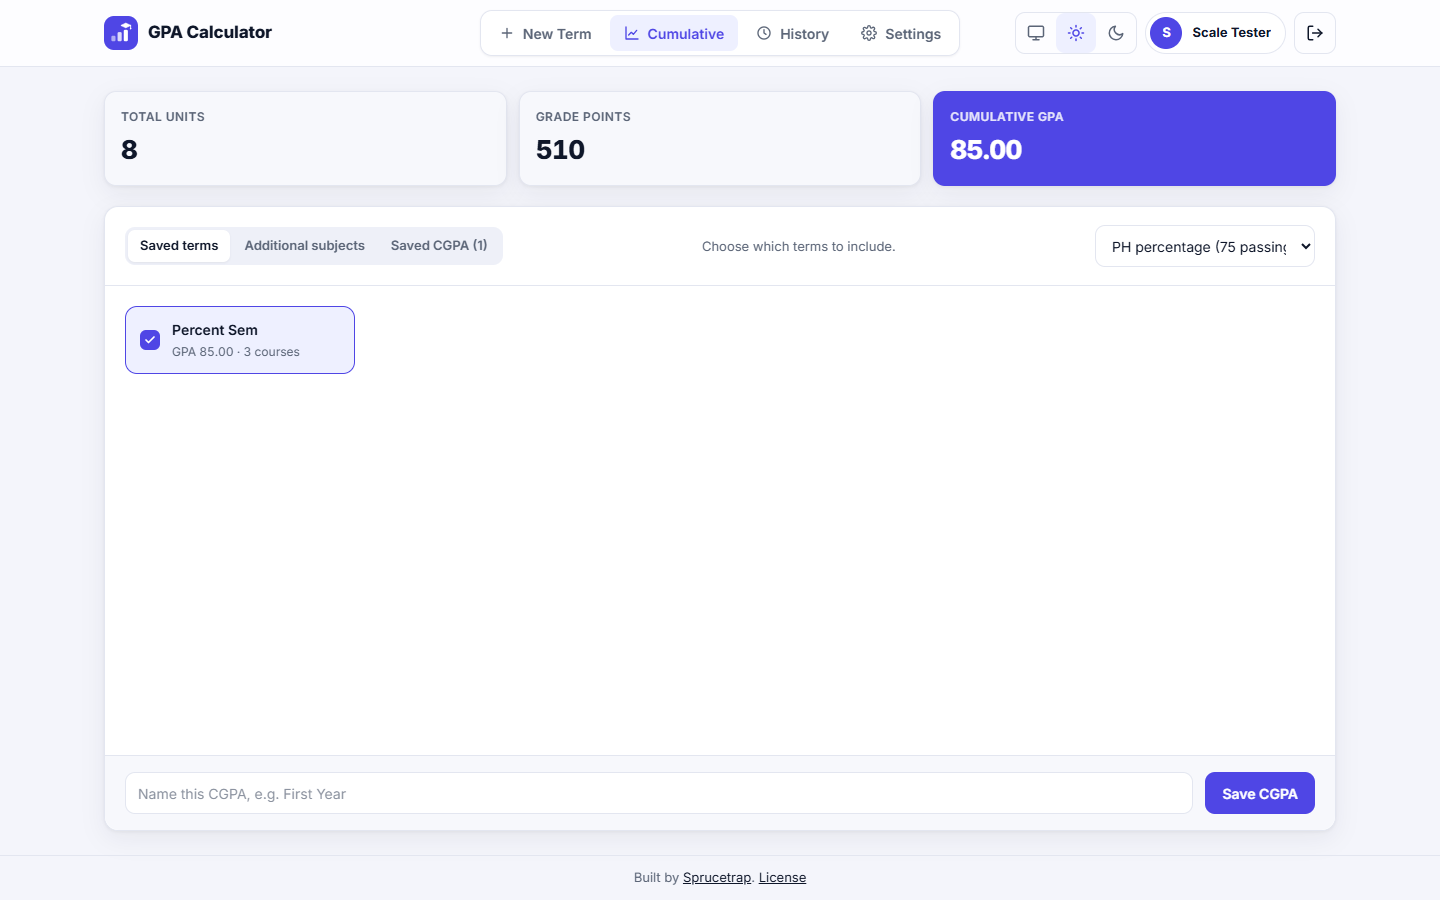 GPA Calculator
New Term
Cumulative
History
Settings
S
Scale Tester
TOTAL UNITS
8
GRADE POINTS
510
CUMULATIVE GPA
85.00
Saved terms
Additional subjects
Saved CGPA (1)
Choose which terms to include.
PH percentage (75 passing
Percent Sem
GPA 85.00 · 3 courses
Name this CGPA, e.g. First Year
Save CGPA
Built by Sprucetrap. License